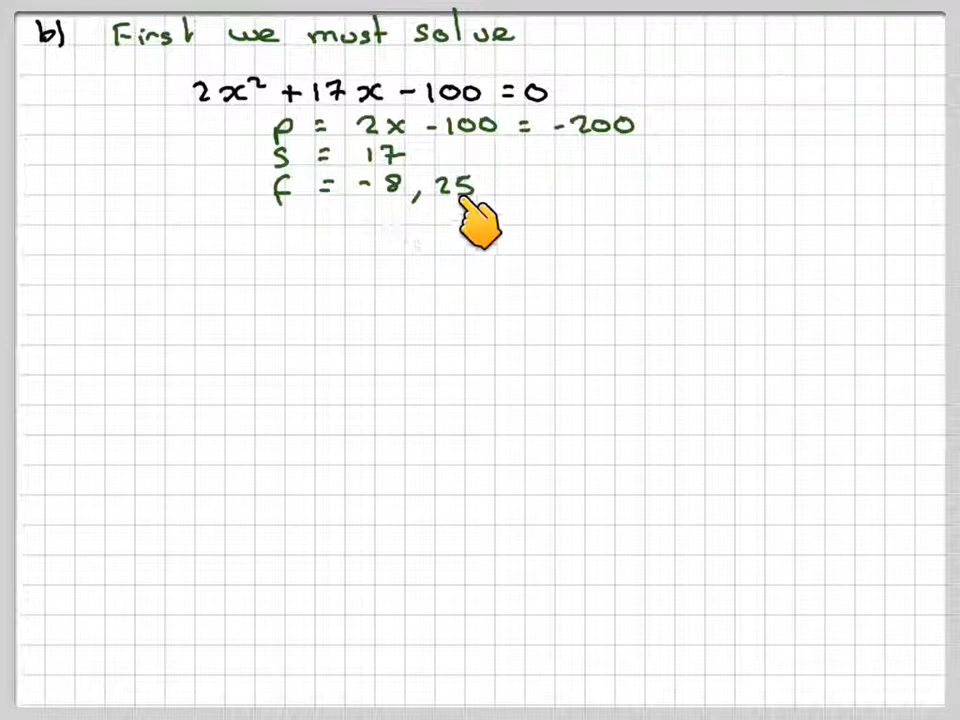 b) First we must solve
2x² + 17x - 100 = 0
P = 2x - 100 = -200
S = 17
F = -8, 25